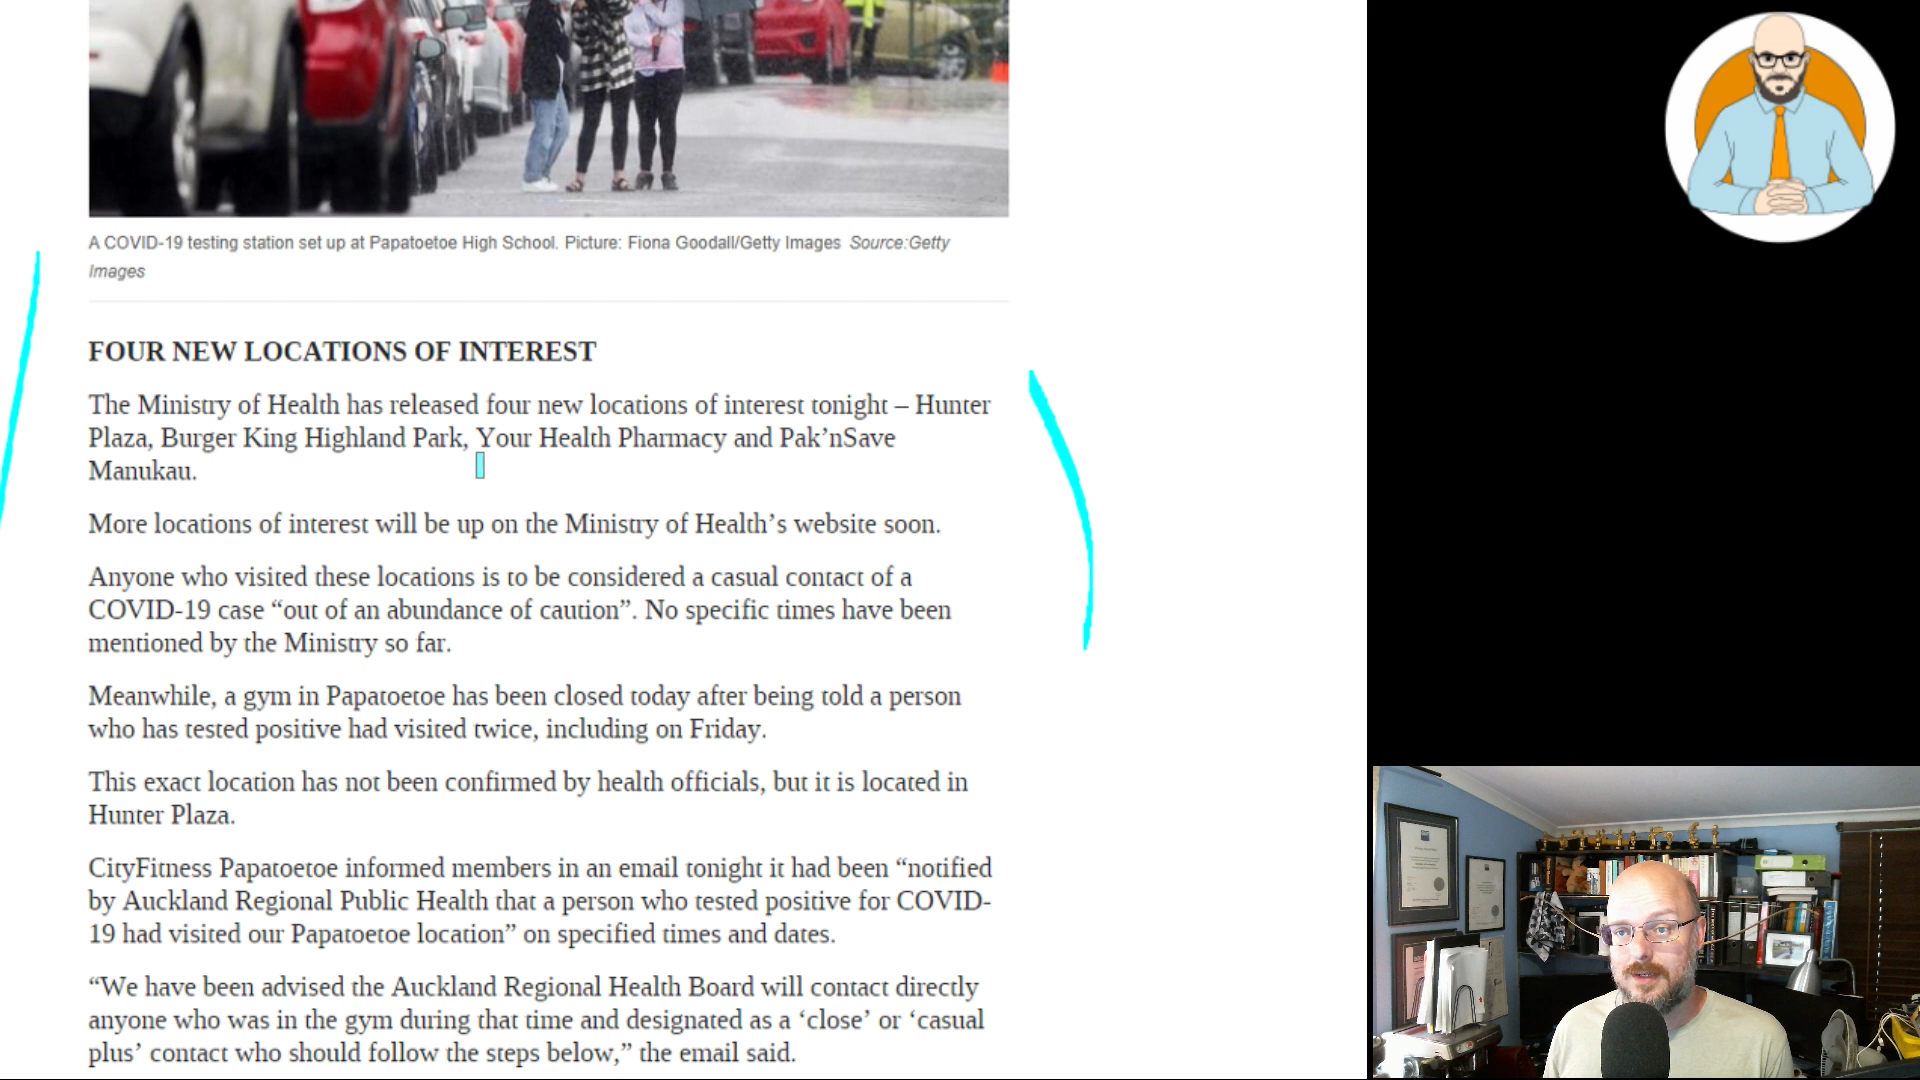 A COVID-19 testing station set up at Papatoetoe High School. Picture: Fiona Goodall/Getty Images Source:Getty
Images
FOUR NEW LOCATIONS OF INTEREST
The Ministry of Health has released four new locations of interest tonight – Hunter
Plaza, Burger King Highland Park, Your Health Pharmacy and Pak’nSave
Manukau.
More locations of interest will be up on the Ministry of Health’s website soon.
Anyone who visited these locations is to be considered a casual contact of a
COVID-19 case “out of an abundance of caution”. No specific times have been
mentioned by the Ministry so far.
Meanwhile, a gym in Papatoetoe has been closed today after being told a person
who has tested positive had visited twice, including on Friday.
This exact location has not been confirmed by health officials, but it is located in
Hunter Plaza.
CityFitness Papatoetoe informed members in an email tonight it had been “notified
by Auckland Regional Public Health that a person who tested positive for COVID-
19 had visited our Papatoetoe location” on specified times and dates.
“We have been advised the Auckland Regional Health Board will contact directly
anyone who was in the gym during that time and designated as a ‘close’ or ‘casual
plus’ contact who should follow the steps below,” the email said.